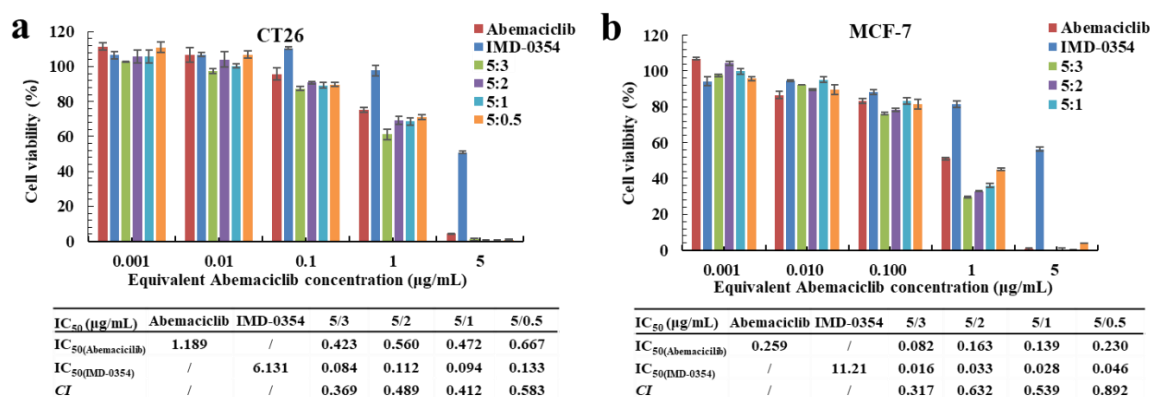 a
CT26
Abemaciclib
IMD-0354
5:3
5:2
5:1
5:0.5
Cell viability (%)
120
100
80
60
40
20
0
0.001 0.01 0.1 1 5
Equivalent Abemaciclib concentration (μg/mL)
IC50 (μg/mL) Abemaciclib IMD-0354 5/3 5/2 5/1 5/0.5
IC50(Abemacicilib) 1.189 / 0.423 0.560 0.472 0.667
IC50(IMD-0354) / 6.131 0.084 0.112 0.094 0.133
CI / / 0.369 0.489 0.412 0.583
b
MCF-7
Abemaciclib
IMD-0354
5:3
5:2
5:1
5:0.5
Cell vialibity (%)
120
100
80
60
40
20
0
0.001 0.010 0.100 1 5
Equivalent Abemaciclib concentration (μg/mL)
IC50 (μg/mL) Abemaciclib IMD-0354 5/3 5/2 5/1 5/0.5
IC50(Abemacicilib) 0.259 / 0.082 0.163 0.139 0.230
IC50(IMD-0354) / 11.21 0.016 0.033 0.028 0.046
CI / / 0.317 0.632 0.539 0.892